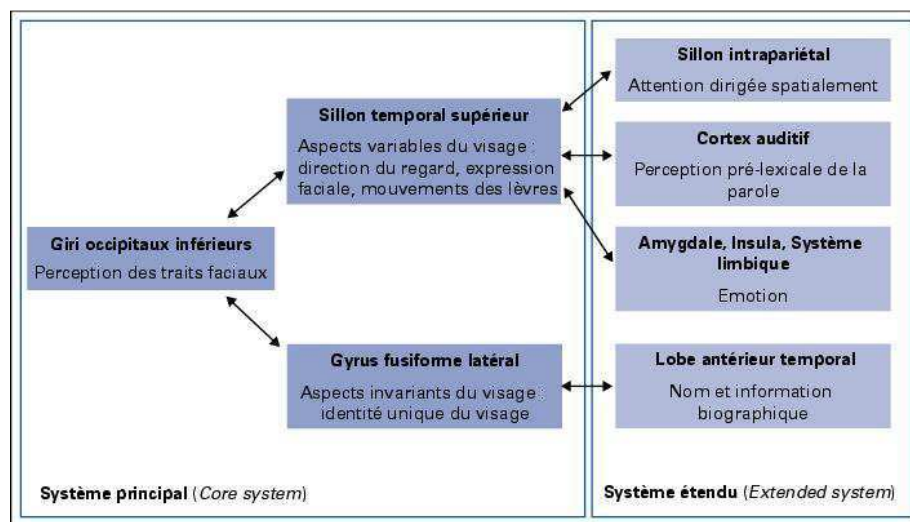 Giri occipitaux inférieurs
Perception des traits faciaux
Sillon temporal supérieur
Aspects variables du visage :
direction du regard, expression
faciale, mouvements des lèvres
Gyrus fusiforme latéral
Aspects invariants du visage :
identité unique du visage
Système principal (Core system)
Sillon intrapariétal
Attention dirigée spatialement
Cortex auditif
Perception pré-lexicale de la
parole
Amygdale, Insula, Système
limbique
Emotion
Lobe antérieur temporal
Nom et information
biographique
Système étendu (Extended system)